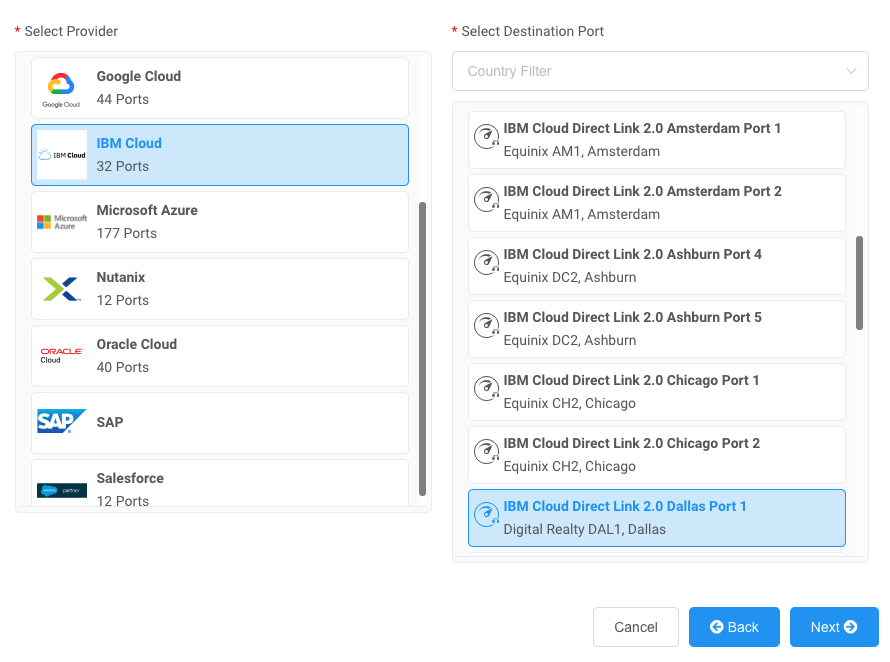 * Select Provider
Google Cloud
Google Cloud
44 Ports
IBM Cloud
IBM Cloud
32 Ports
Microsoft Azure
Microsoft
Azure
177 Ports
Nutanix
12 Ports
Oracle Cloud
ORACLE
Cloud
40 Ports
SAP
SAP
Salesforce
partner
12 Ports
* Select Destination Port
Country Filter
IBM Cloud Direct Link 2.0 Amsterdam Port 1
Equinix AM1, Amsterdam
IBM Cloud Direct Link 2.0 Amsterdam Port 2
Equinix AM1, Amsterdam
IBM Cloud Direct Link 2.0 Ashburn Port 4
Equinix DC2, Ashburn
IBM Cloud Direct Link 2.0 Ashburn Port 5
Equinix DC2, Ashburn
IBM Cloud Direct Link 2.0 Chicago Port 1
Equinix CH2, Chicago
IBM Cloud Direct Link 2.0 Chicago Port 2
Equinix CH2, Chicago
IBM Cloud Direct Link 2.0 Dallas Port 1
Digital Realty DAL1, Dallas
Cancel
Back
Next